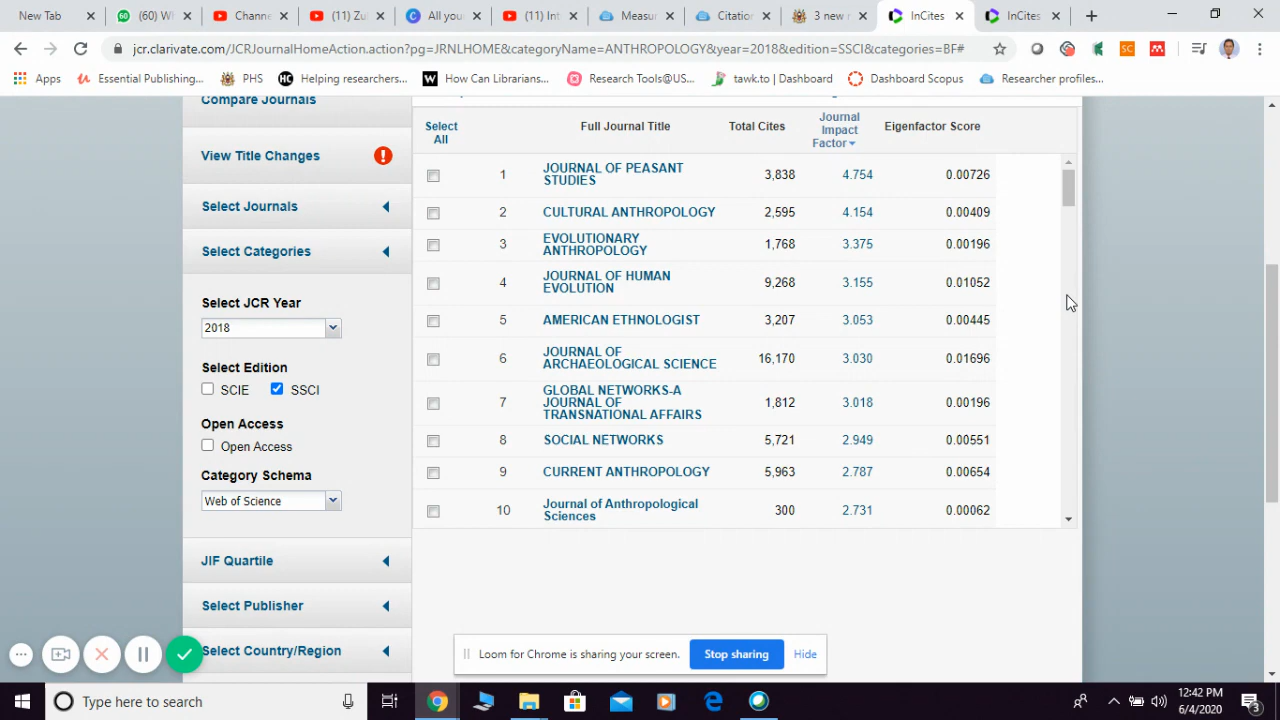 New Tab
(60) W
Channe
(11) Zu
All you
(11) Int
Measur
Citation
new r
InCites
InCites
jcr.clarivate.com/JCRJournalHomeAction.action?pg=JRNLHOME&categoryName=ANTHROPOLOGY&year=2018&edition=SSCI&categories=BF#
Apps
Essential Publishing...
PHS
Helping researchers...
How Can Librarians...
Research Tools@US...
tawk.to | Dashboard
Dashboard Scopus
Researcher profiles...
Compare Journals
View Title Changes
Select Journals
Select Categories
Select JCR Year
2018
Select Edition
SCIE SSCI
Open Access
Open Access
Category Schema
Web of Science
JIF Quartile
Select Publisher
Select Country/Region
Select
All
Full Journal Title
Total Cites
Journal
Impact
Factor
Eigenfactor Score
1 JOURNAL OF PEASANT
STUDIES 3,838 4.754 0.00726
2 CULTURAL ANTHROPOLOGY 2,595 4.154 0.00409
3 EVOLUTIONARY
ANTHROPOLOGY 1,768 3.375 0.00196
4 JOURNAL OF HUMAN
EVOLUTION 9,268 3.155 0.01052
5 AMERICAN ETHNOLOGIST 3,207 3.053 0.00445
6 JOURNAL OF
ARCHAEOLOGICAL SCIENCE 16,170 3.030 0.01696
7 GLOBAL NETWORKS-A
JOURNAL OF
TRANSNATIONAL AFFAIRS 1,812 3.018 0.00196
8 SOCIAL NETWORKS 5,721 2.949 0.00551
9 CURRENT ANTHROPOLOGY 5,963 2.787 0.00654
10 Journal of Anthropological
Sciences 300 2.731 0.00062
Loom for Chrome is sharing your screen.
Stop sharing
Hide
Type here to search
12:42 PM
6/4/2020
3